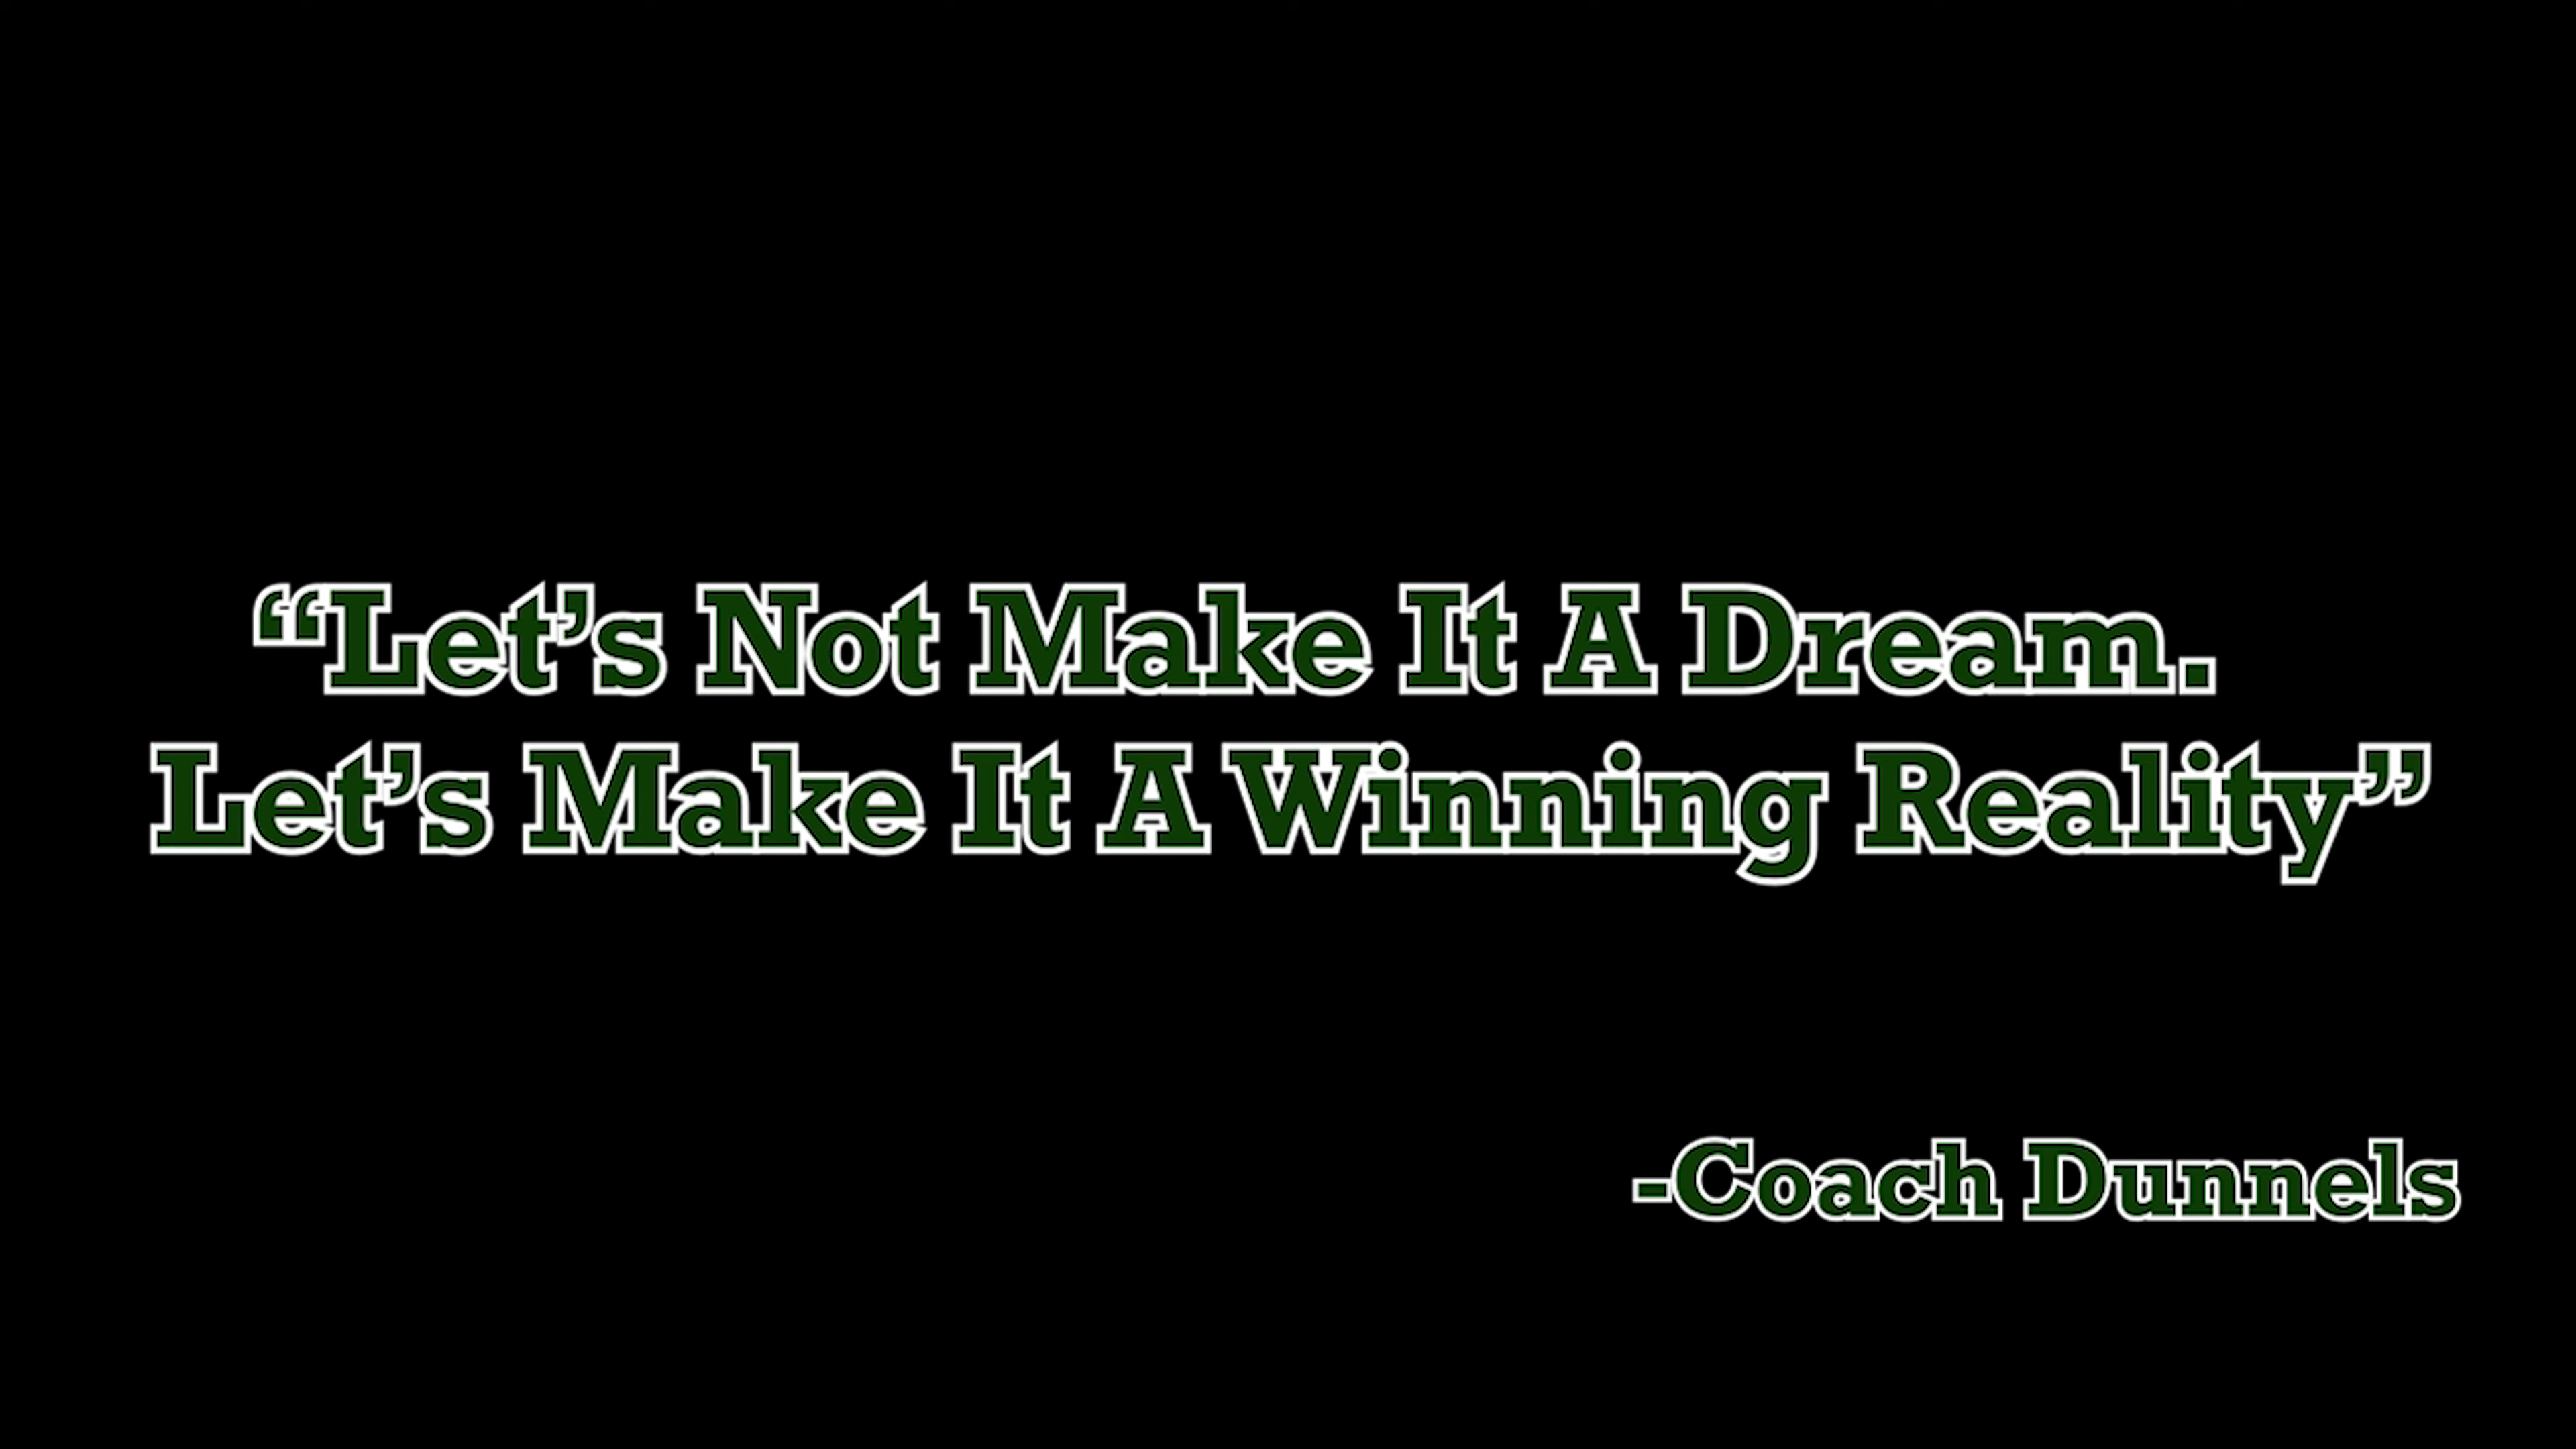 “Let’s Not Make It A Dream.
Let’s Make It A Winning Reality”
-Coach Dunnels